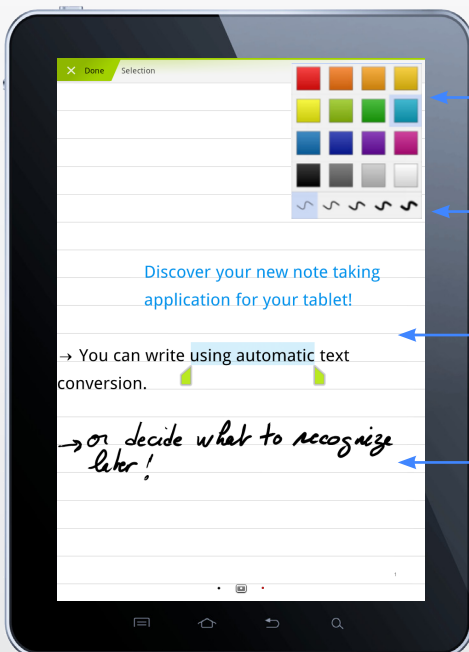 Done Selection
Discover your new note taking
application for your tablet!
→ You can write using automatic text
conversion.
→ or decide what to recognize
later!